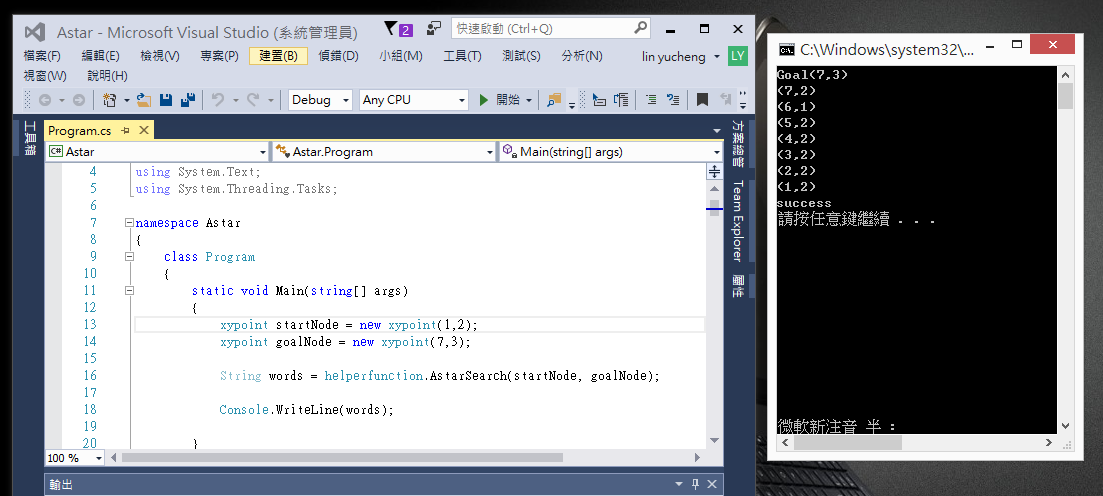 Astar - Microsoft Visual Studio (系統管理員)
2
快速啟動 (Ctrl+Q)
檔案(F) 編輯(E) 檢視(V) 專案(P) 建置(B) 偵錯(D) 小組(M) 工具(T) 測試(S) 分析(N)
lin yucheng
LY
視窗(W) 說明(H)
Debug Any CPU 開始
工具箱
Program.cs
C# Astar Astar.Program Main(string[] args)
4 using System.Text;
5 using System.Threading.Tasks;
6
7 namespace Astar
8 {
9 class Program
10 {
11 static void Main(string[] args)
12 {
13 xypoint startNode = new xypoint(1,2);
14 xypoint goalNode = new xypoint(7,3);
15
16 String words = helperfunction.AstarSearch(startNode, goalNode);
17
18 Console.WriteLine(words);
19
20 }
100 %
輸出
方案總管
Team Explorer
屬性
C:\Windows\system32\...
Goal(7,3)
(7,2)
(6,1)
(5,2)
(4,2)
(3,2)
(2,2)
(1,2)
success
請按任意鍵繼續 . . .
微軟新注音 半 :